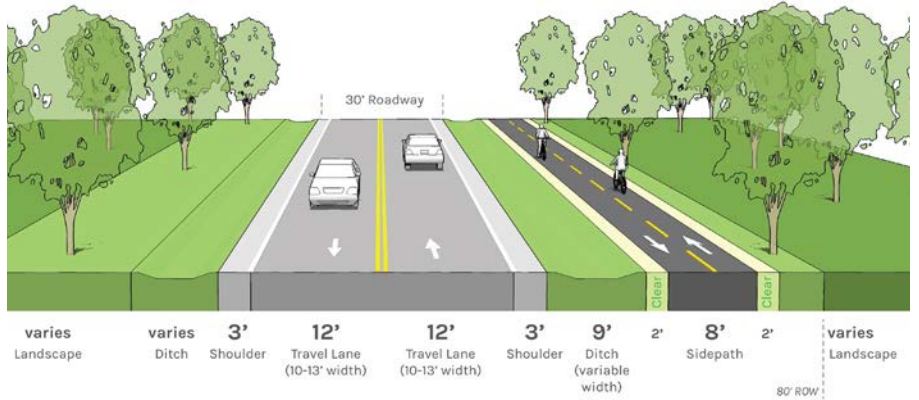 30' Roadway
Clear
Clear
varies
Landscape
varies
Ditch
3'
Shoulder
12'
Travel Lane
(10-13' width)
12'
Travel Lane
(10-13' width)
3'
Shoulder
9'
Ditch
(variable
width)
2'
8'
Sidepath
2'
varies
Landscape
80' ROW